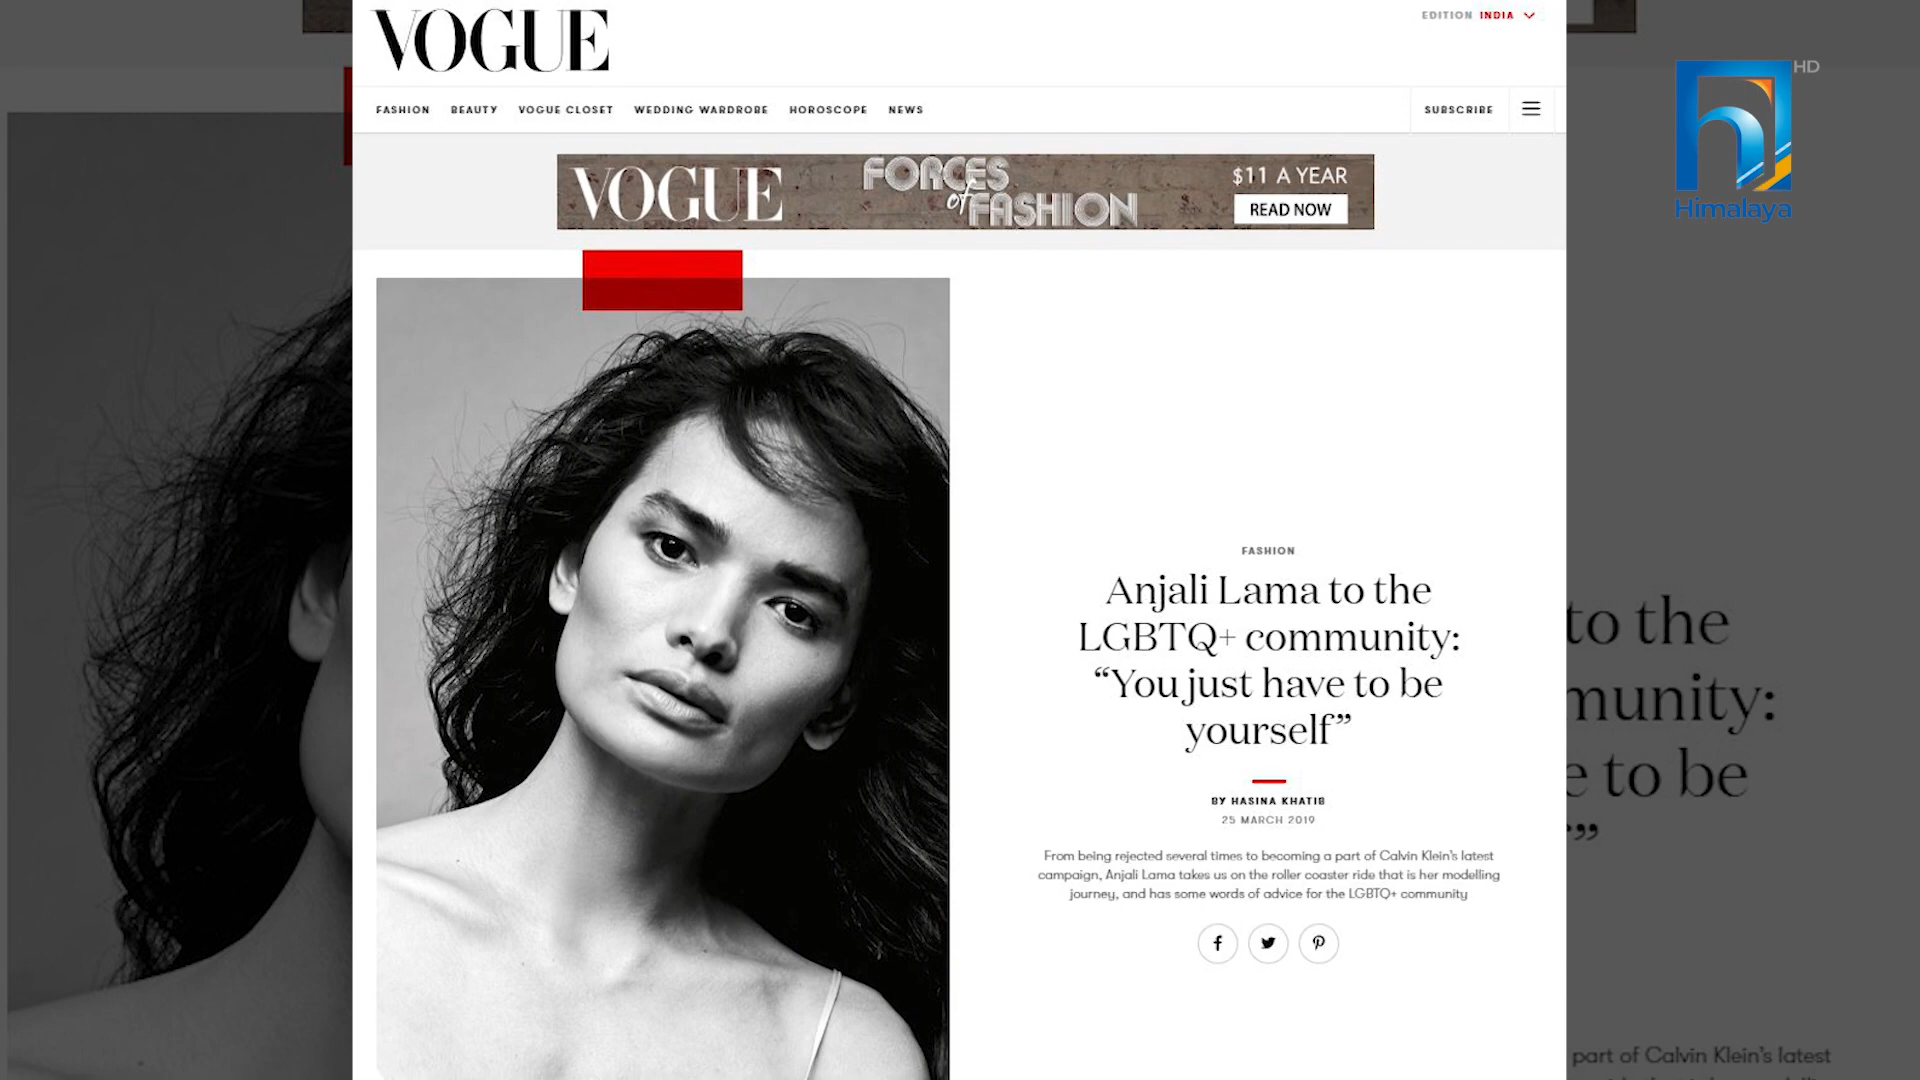 VOGUE
EDITION INDIA
HD
Himalaya
FASHION BEAUTY VOGUE CLOSET WEDDING WARDROBE HOROSCOPE NEWS SUBSCRIBE
VOGUE FORCES of FASHION $11 A YEAR
READ NOW
FASHION
Anjali Lama to the
LGBTQ+ community:
“You just have to be
yourself”
BY HASINA KHATIB
25 MARCH 2019
From being rejected several times to becoming a part of Calvin Klein's latest
campaign, Anjali Lama takes us on the roller coaster ride that is her modelling
journey, and has some words of advice for the LGBTQ+ community
to the
munity:
e to be
”
part of Calvin Klein's latest